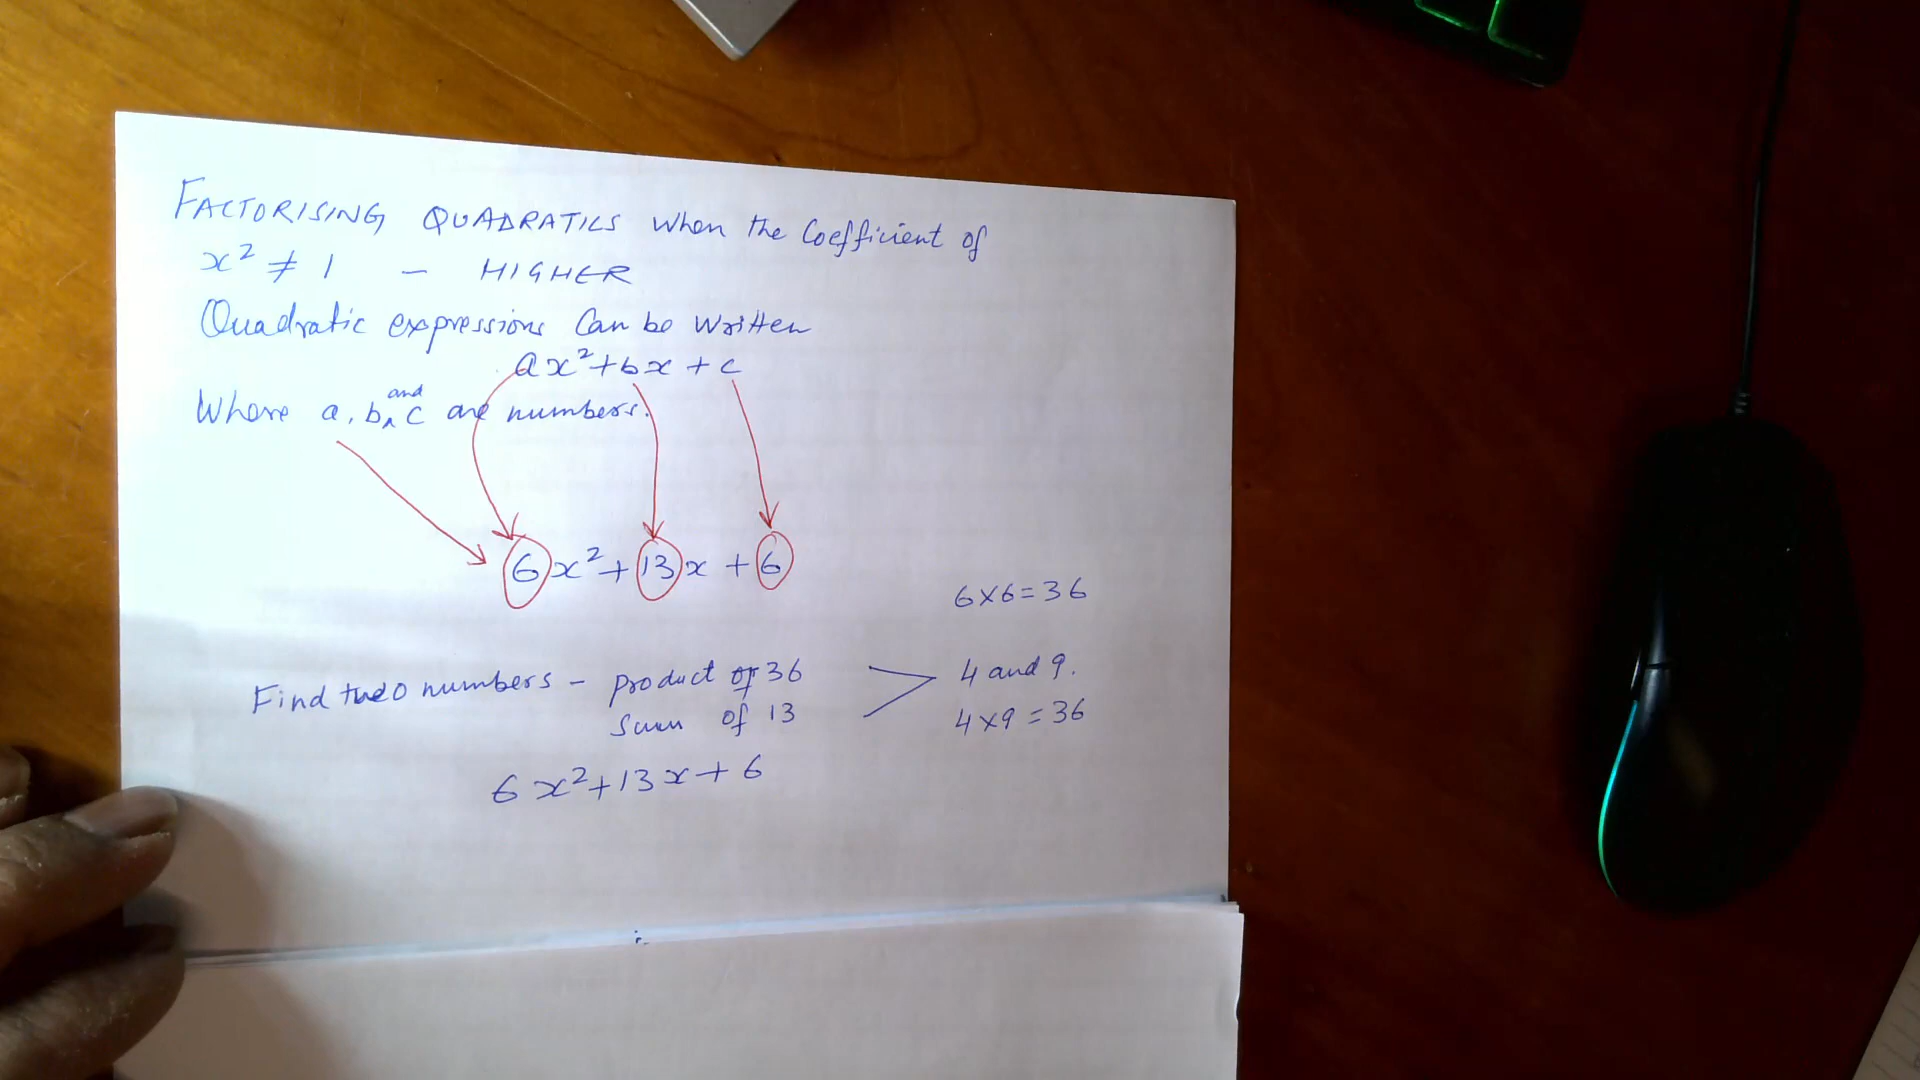 FACTORISING QUADRATICS when the Coefficient of
x² ≠ 1 – HIGHER
Quadratic expressions Can be written
ax²+bx+c
Where a, b, and c are numbers.
6x²+13x+6
6×6=36
Find two numbers – product of 36
4 and 9.
Sum of 13
4×9=36
6x²+13x+6